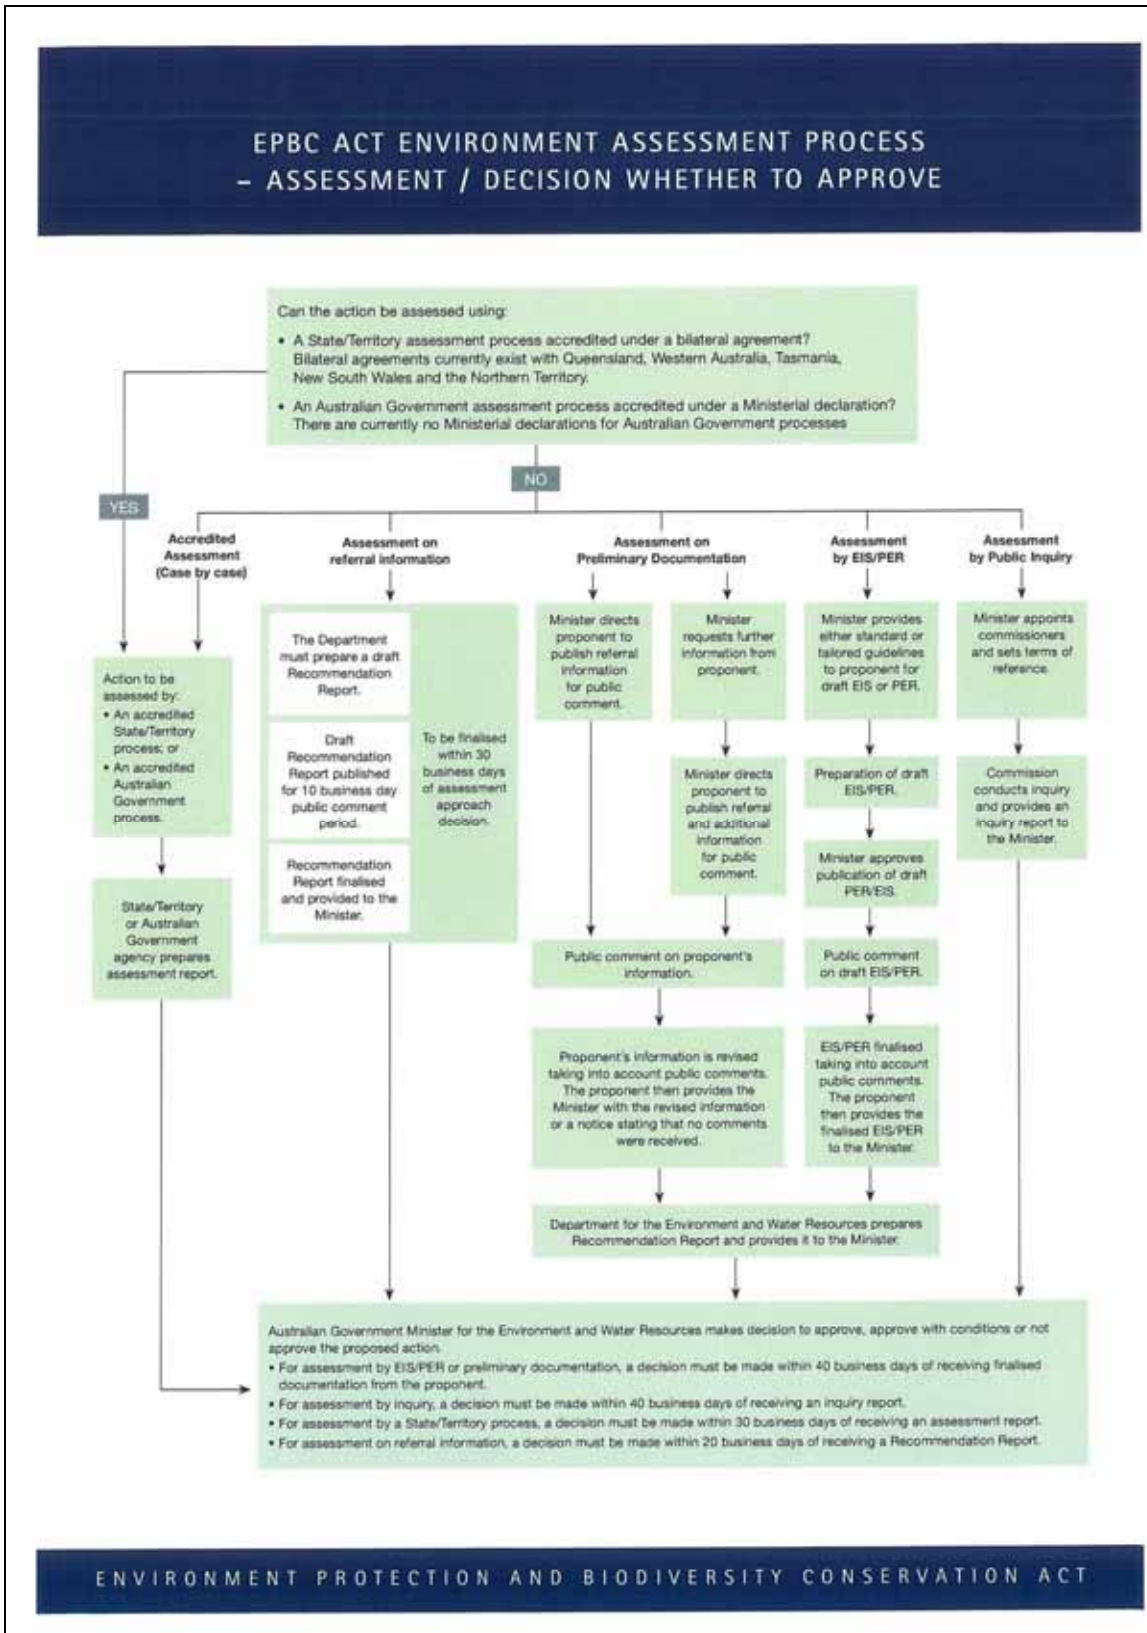 EPBC ACT ENVIRONMENT ASSESSMENT PROCESS
– ASSESSMENT / DECISION WHETHER TO APPROVE
Can the action be assessed using:
• A State/Territory assessment process accredited under a bilateral agreement?
Bilateral agreements currently exist with Queensland, Western Australia, Tasmania,
New South Wales and the Northern Territory.
• An Australian Government assessment process accredited under a Ministerial declaration?
There are currently no Ministerial declarations for Australian Government processes
YES
NO
Accredited
Assessment
(Case by case)
Action to be
assessed by:
• An accredited
State/Territory
process; or
• An accredited
Australian
Government
process.
State/Territory
or Australian
Government
agency prepares
assessment report.
Assessment on
referral information
The Department
must prepare a draft
Recommendation
Report.
Draft
Recommendation
Report published
for 10 business day
public comment
period.
Recommendation
Report finalised
and provided to the
Minister.
To be finalised
within 30
business days
of assessment
approach
decision.
Assessment on
Preliminary Documentation
Minister directs
proponent to
publish referral
information
for public
comment.
Minister
requests further
information from
proponent.
Minister directs
proponent to
publish referral
and additional
information
for public
comment.
Public comment on proponent's
information.
Proponent's information is revised
taking into account public comments.
The proponent then provides the
Minister with the revised information
or a notice stating that no comments
were received.
Assessment
by EIS/PER
Minister provides
either standard or
tailored guidelines
to proponent for
draft EIS or PER.
Preparation of draft
EIS/PER.
Minister approves
publication of draft
PER/EIS.
Public comment
on draft EIS/PER.
EIS/PER finalised
taking into account
public comments.
The proponent
then provides the
finalised EIS/PER
to the Minister.
Assessment
by Public Inquiry
Minister appoints
commissioners
and sets terms of
reference.
Commission
conducts inquiry
and provides an
inquiry report to
the Minister.
Department for the Environment and Water Resources prepares
Recommendation Report and provides it to the Minister.
Australian Government Minister for the Environment and Water Resources makes decision to approve, approve with conditions or not
approve the proposed action.
• For assessment by EIS/PER or preliminary documentation, a decision must be made within 40 business days of receiving finalised
documentation from the proponent.
• For assessment by inquiry, a decision must be made within 40 business days of receiving an inquiry report.
• For assessment by a State/Territory process, a decision must be made within 30 business days of receiving an assessment report.
• For assessment on referral information, a decision must be made within 20 business days of receiving a Recommendation Report.
ENVIRONMENT PROTECTION AND BIODIVERSITY CONSERVATION ACT